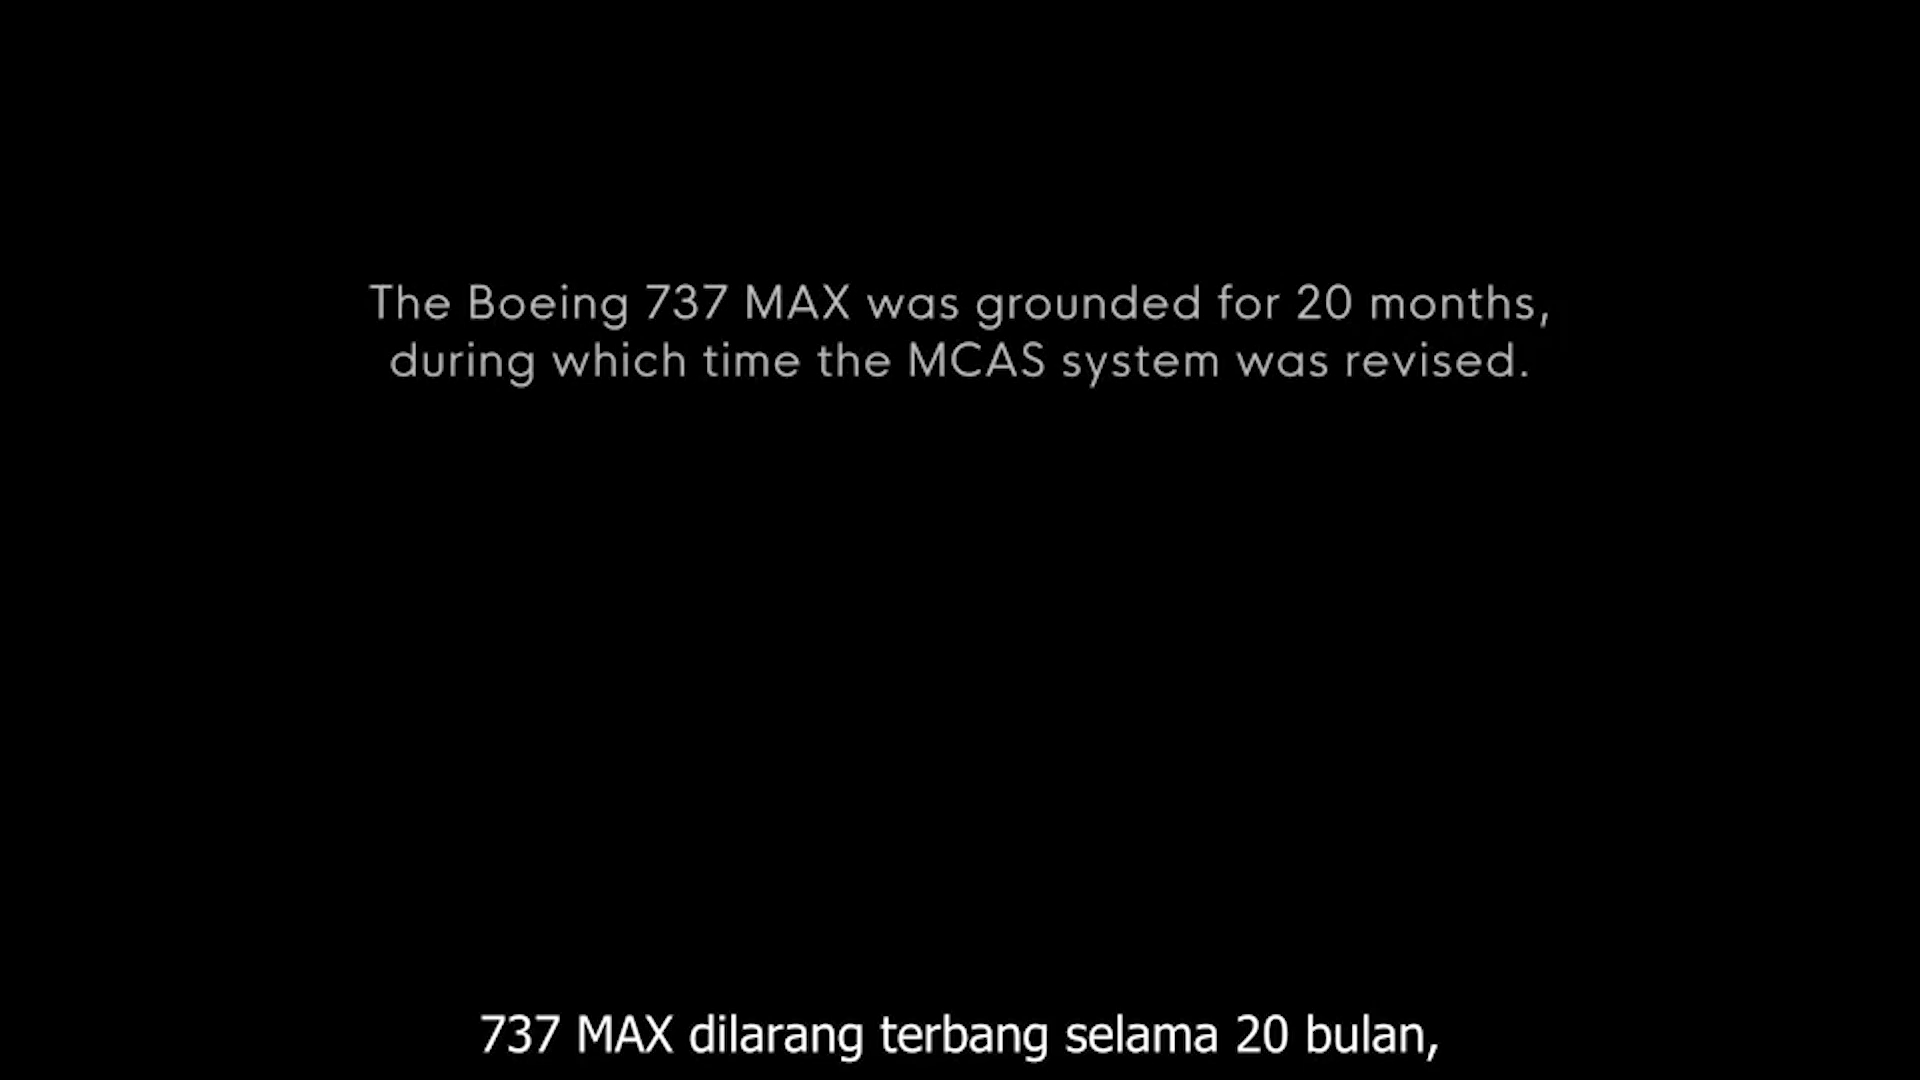 The Boeing 737 MAX was grounded for 20 months,
during which time the MCAS system was revised.
737 MAX dilarang terbang selama 20 bulan,